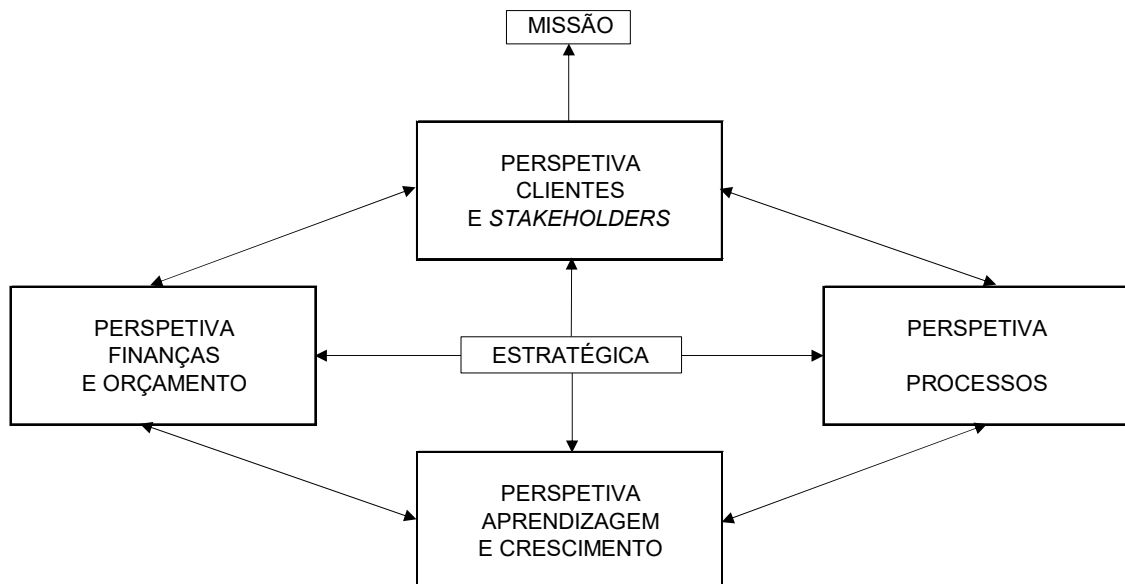 MISSÃO
PERSPETIVA
CLIENTES
E STAKEHOLDERS
PERSPETIVA
FINANÇAS
E ORÇAMENTO
ESTRATÉGICA
PERSPETIVA
PROCESSOS
PERSPETIVA
APRENDIZAGEM
E CRESCIMENTO